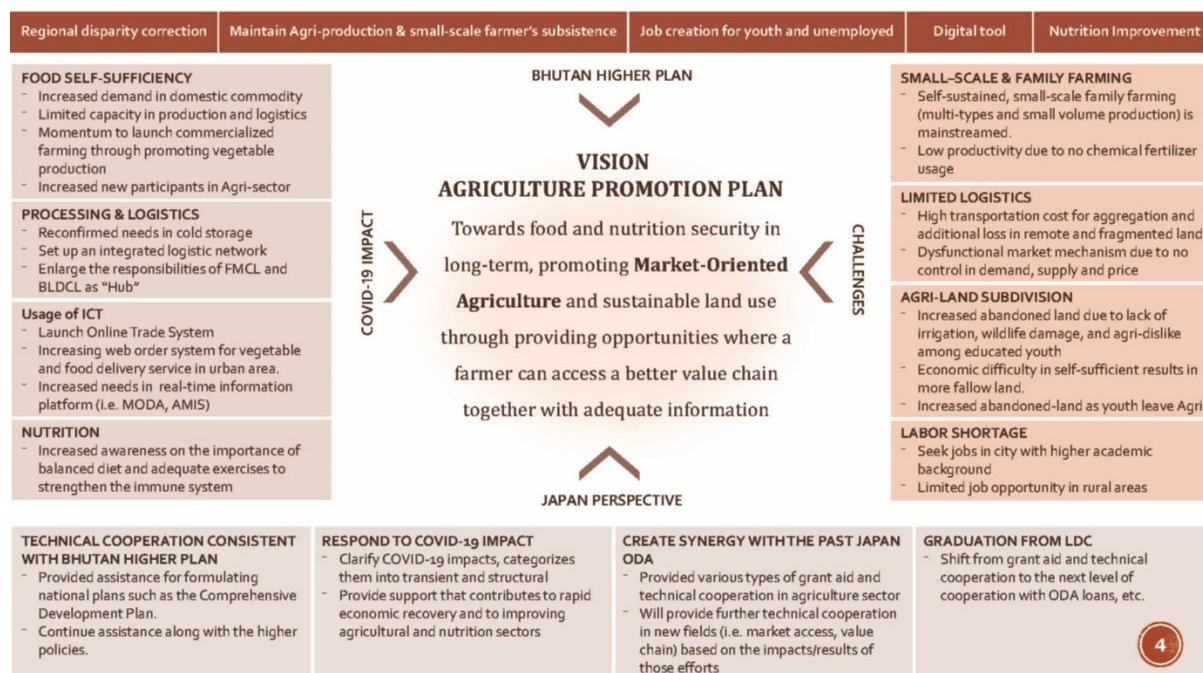 Regional disparity correction
Maintain Agri-production & small-scale farmer's subsistence
Job creation for youth and unemployed
Digital tool
Nutrition Improvement
FOOD SELF-SUFFICIENCY
- Increased demand in domestic commodity
- Limited capacity in production and logistics
- Momentum to launch commercialized
farming through promoting vegetable
production
- Increased new participants in Agri-sector
PROCESSING & LOGISTICS
- Reconfirmed needs in cold storage
- Set up an integrated logistic network
- Enlarge the responsibilities of FMCL and
BLDCL as "Hub"
Usage of ICT
- Launch Online Trade System
- Increasing web order system for vegetable
and food delivery service in urban area.
- Increased needs in real-time information
platform (i.e. MODA, AMIS)
NUTRITION
- Increased awareness on the importance of
balanced diet and adequate exercises to
strengthen the immune system
COVID-19 IMPACT
BHUTAN HIGHER PLAN
VISION
AGRICULTURE PROMOTION PLAN
Towards food and nutrition security in
long-term, promoting Market-Oriented
Agriculture and sustainable land use
through providing opportunities where a
farmer can access a better value chain
together with adequate information
JAPAN PERSPECTIVE
CHALLENGES
SMALL–SCALE & FAMILY FARMING
- Self-sustained, small-scale family farming
(multi-types and small volume production) is
mainstreamed.
- Low productivity due to no chemical fertilizer
usage
LIMITED LOGISTICS
- High transportation cost for aggregation and
additional loss in remote and fragmented land
- Dysfunctional market mechanism due to no
control in demand, supply and price
AGRI-LAND SUBDIVISION
- Increased abandoned land due to lack of
irrigation, wildlife damage, and agri-dislike
among educated youth
- Economic difficulty in self-sufficient results in
more fallow land.
- Increased abandoned-land as youth leave Agri
LABOR SHORTAGE
- Seek jobs in city with higher academic
background
- Limited job opportunity in rural areas
TECHNICAL COOPERATION CONSISTENT
WITH BHUTAN HIGHER PLAN
- Provided assistance for formulating
national plans such as the Comprehensive
Development Plan.
- Continue assistance along with the higher
policies.
RESPOND TO COVID-19 IMPACT
- Clarify COVID-19 impacts, categorizes
them into transient and structural
- Provide support that contributes to rapid
economic recovery and to improving
agricultural and nutrition sectors
CREATE SYNERGY WITH THE PAST JAPAN
ODA
- Provided various types of grant aid and
technical cooperation in agriculture sector
- Will provide further technical cooperation
in new fields (i.e. market access, value
chain) based on the impacts/results of
those efforts
GRADUATION FROM LDC
- Shift from grant aid and technical
cooperation to the next level of
cooperation with ODA loans, etc.
4